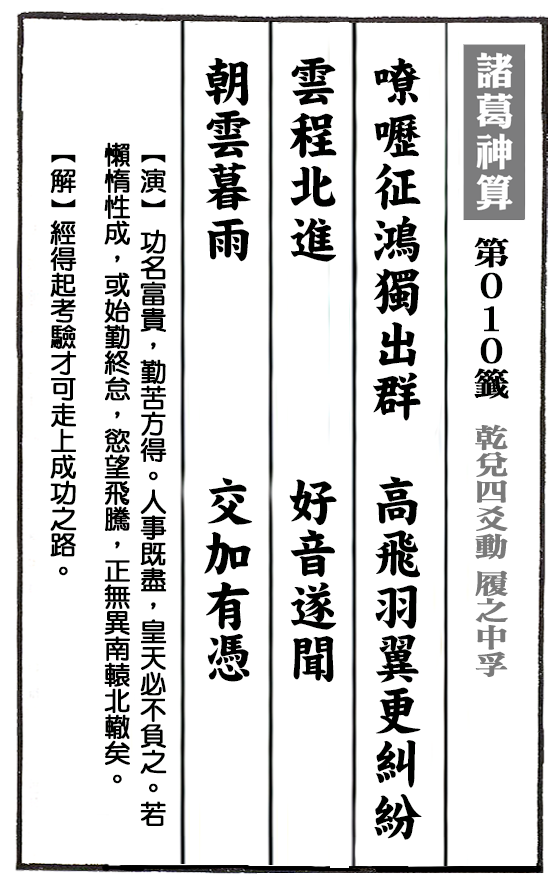 諸葛神算 第010籤 乾兌四爻動 履之中孚
嘹嚦征鴻獨出群 高飛羽翼更糾紛
雲程北進 好音遂聞
朝雲暮雨 交加有憑
【演】 功名富貴，勤苦方得。人事既盡，皇天必不負之。若
懶惰性成，或始勤終怠，慾望飛騰，正無異南轅北轍矣。
【解】經得起考驗才可走上成功之路。